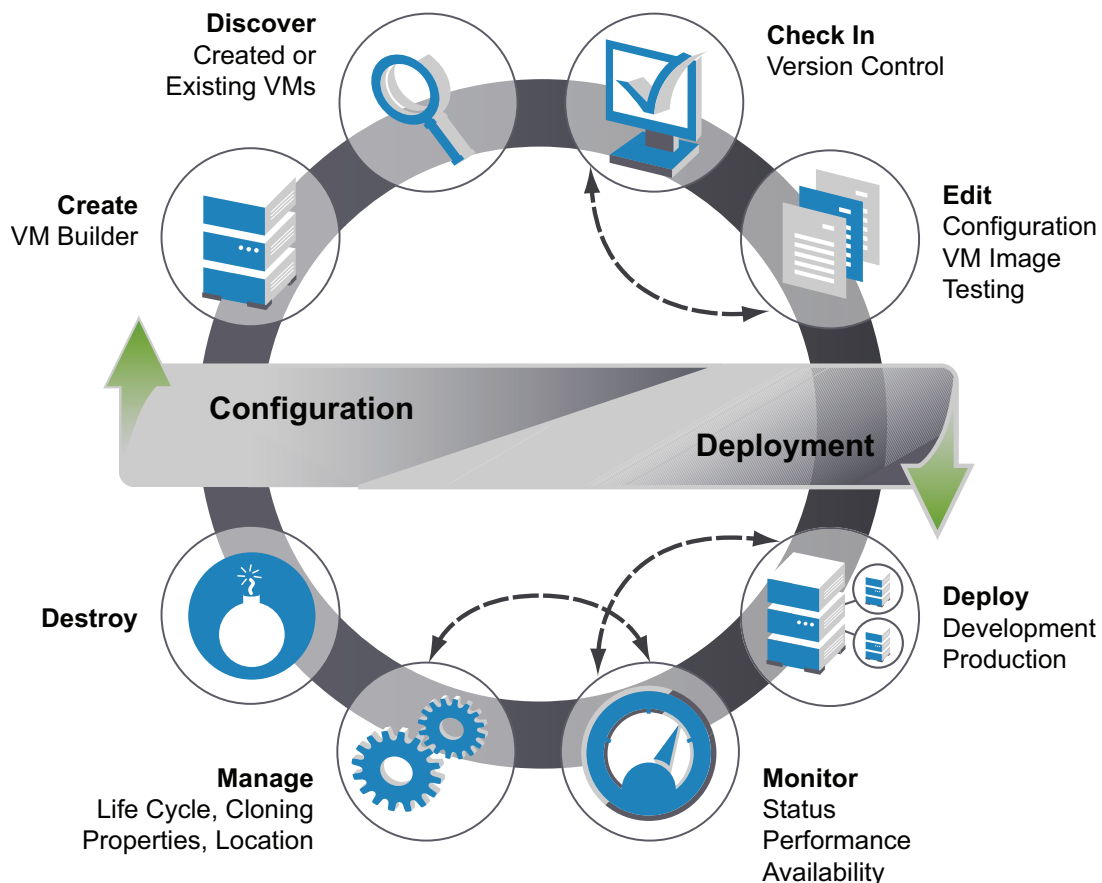 Discover
Created or
Existing VMs
Check In
Version Control
Create
VM Builder
Edit
Configuration
VM Image
Testing
Configuration
Deployment
Destroy
Deploy
Development
Production
Manage
Life Cycle, Cloning
Properties, Location
Monitor
Status
Performance
Availability